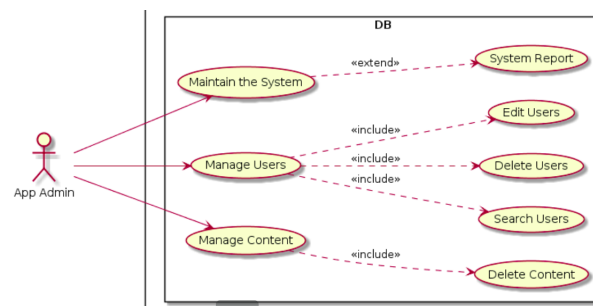 DB
System Report
«extend»
Maintain the System
Edit Users
«include»
App Admin
Manage Users
«include»
Delete Users
«include»
Search Users
Manage Content
«include»
Delete Content